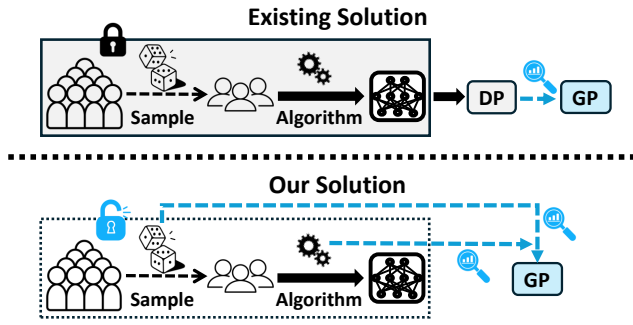 Existing Solution
Sample
Algorithm
DP
GP
Our Solution
Sample
Algorithm
GP